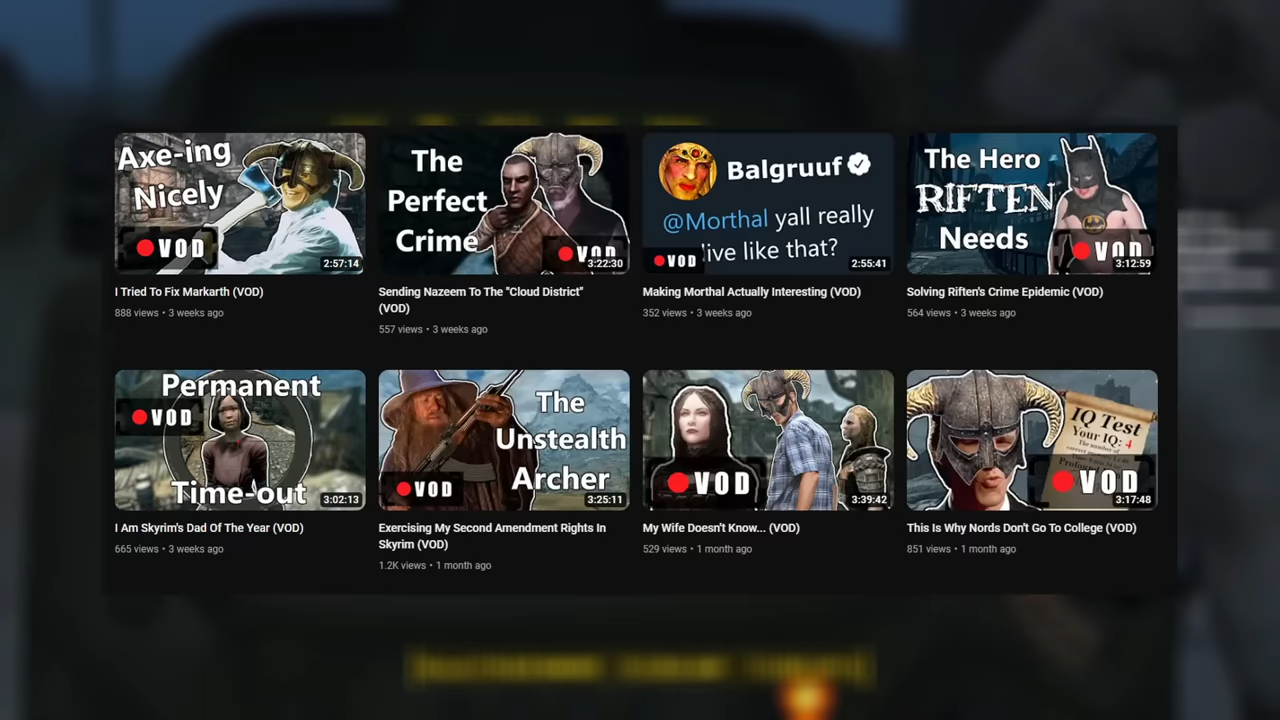 Axe-ing
Nicely
VOD
2:57:14
I Tried To Fix Markarth (VOD)
888 views • 3 weeks ago
The
Perfect
Crime
VOD
3:22:30
Sending Nazeem To The "Cloud District"
(VOD)
557 views • 3 weeks ago
Balgruuf
@Morthal yall really
live like that?
VOD
2:55:41
Making Morthal Actually Interesting (VOD)
352 views • 3 weeks ago
The Hero
RIFTEN
Needs
VOD
3:12:59
Solving Riften's Crime Epidemic (VOD)
564 views • 3 weeks ago
Permanent
VOD
Time-out
3:02:13
I Am Skyrim's Dad Of The Year (VOD)
665 views • 3 weeks ago
The
Unstealth
Archer
VOD
3:25:11
Exercising My Second Amendment Rights In
Skyrim (VOD)
1.2K views • 1 month ago
VOD
3:39:42
My Wife Doesn't Know... (VOD)
529 views • 1 month ago
IQ Test
Your IQ: 4
The number of
VOD
3:17:48
This Is Why Nords Don't Go To College (VOD)
851 views • 1 month ago